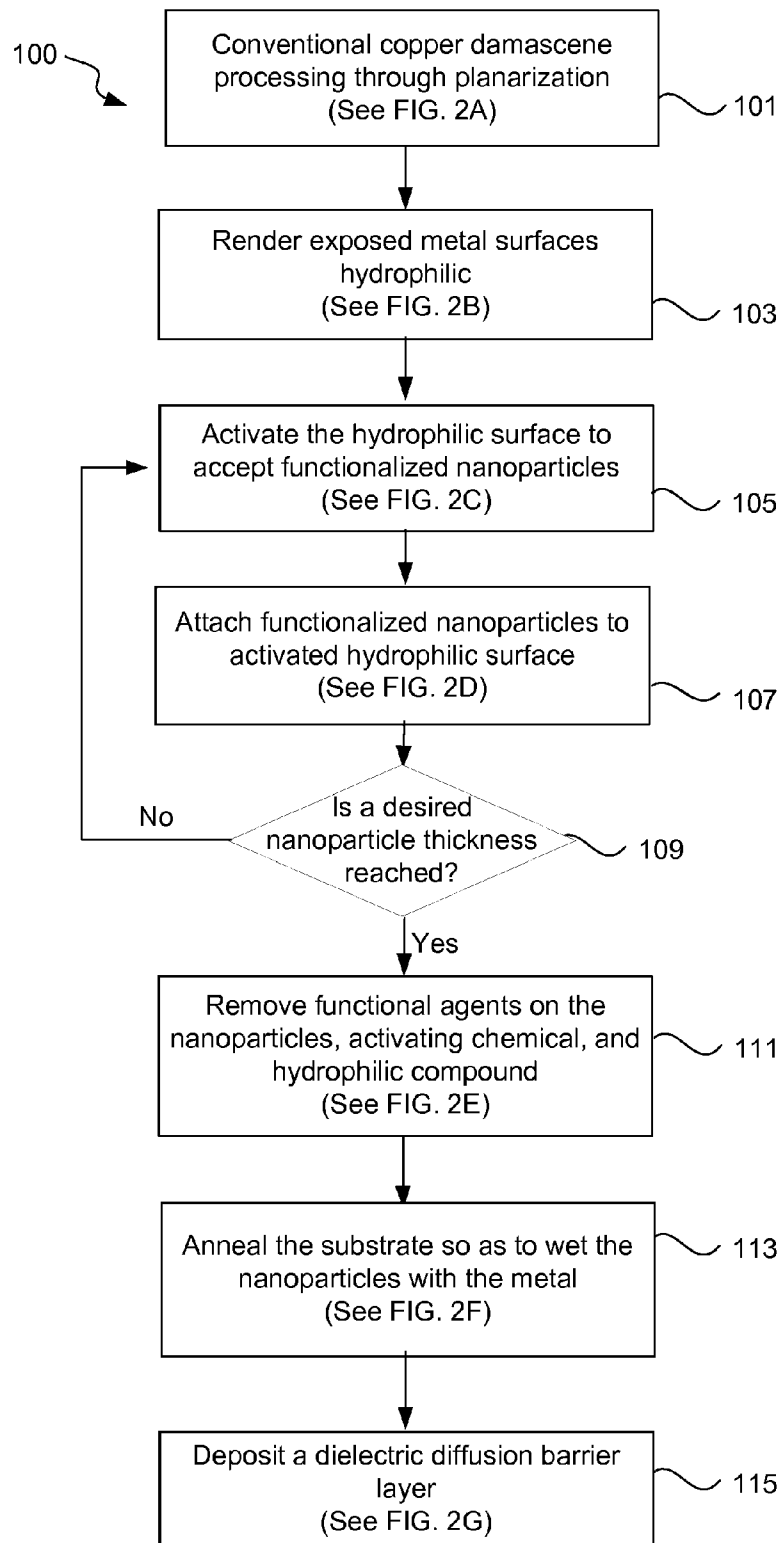 100
Conventional copper damascene
processing through planarization
(See FIG. 2A)
101
Render exposed metal surfaces
hydrophilic
(See FIG. 2B)
103
Activate the hydrophilic surface to
accept functionalized nanoparticles
(See FIG. 2C)
105
Attach functionalized nanoparticles to
activated hydrophilic surface
(See FIG. 2D)
107
Is a desired
nanoparticle thickness
reached?
109
No
Yes
Remove functional agents on the
nanoparticles, activating chemical, and
hydrophilic compound
(See FIG. 2E)
111
Anneal the substrate so as to wet the
nanoparticles with the metal
(See FIG. 2F)
113
Deposit a dielectric diffusion barrier
layer
(See FIG. 2G)
115